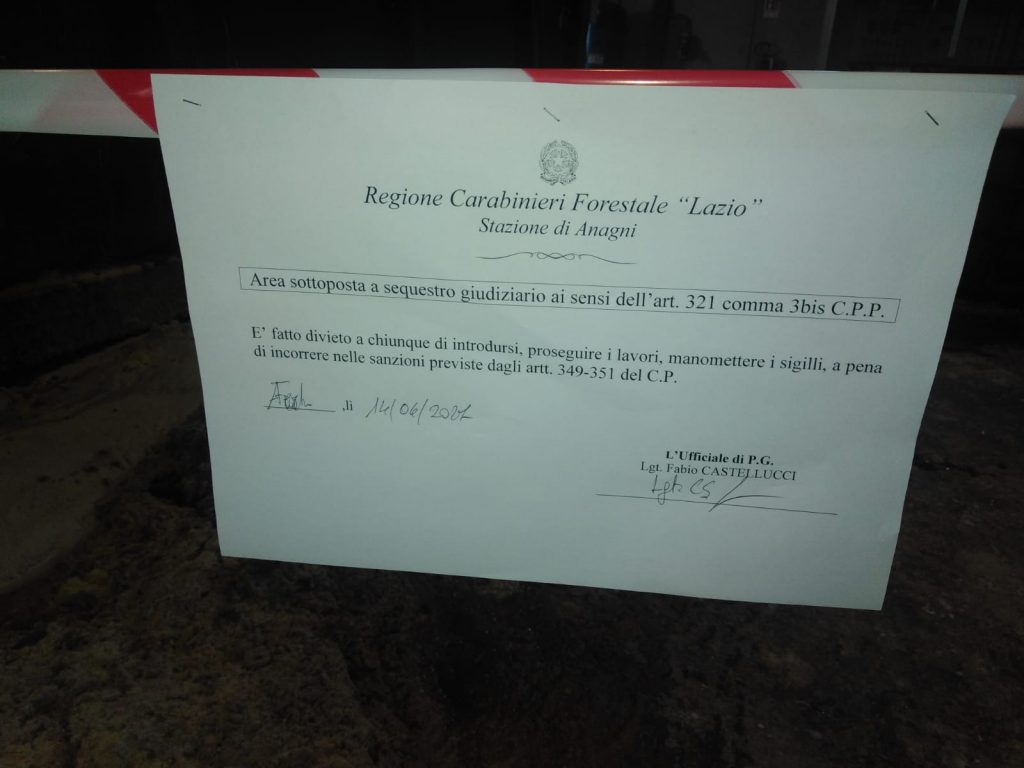 Regione Carabinieri Forestale “Lazio”
Stazione di Anagni
Area sottoposta a sequestro giudiziario ai sensi dell’art. 321 comma 3bis C.P.P.
E’ fatto divieto a chiunque di introdursi, proseguire i lavori, manomettere i sigilli, a pena
di incorrere nelle sanzioni previste dagli artt. 349-351 del C.P.
,lì 14/04/2021
L’Ufficiale di P.G.
Lgt. Fabio CASTELLUCCI